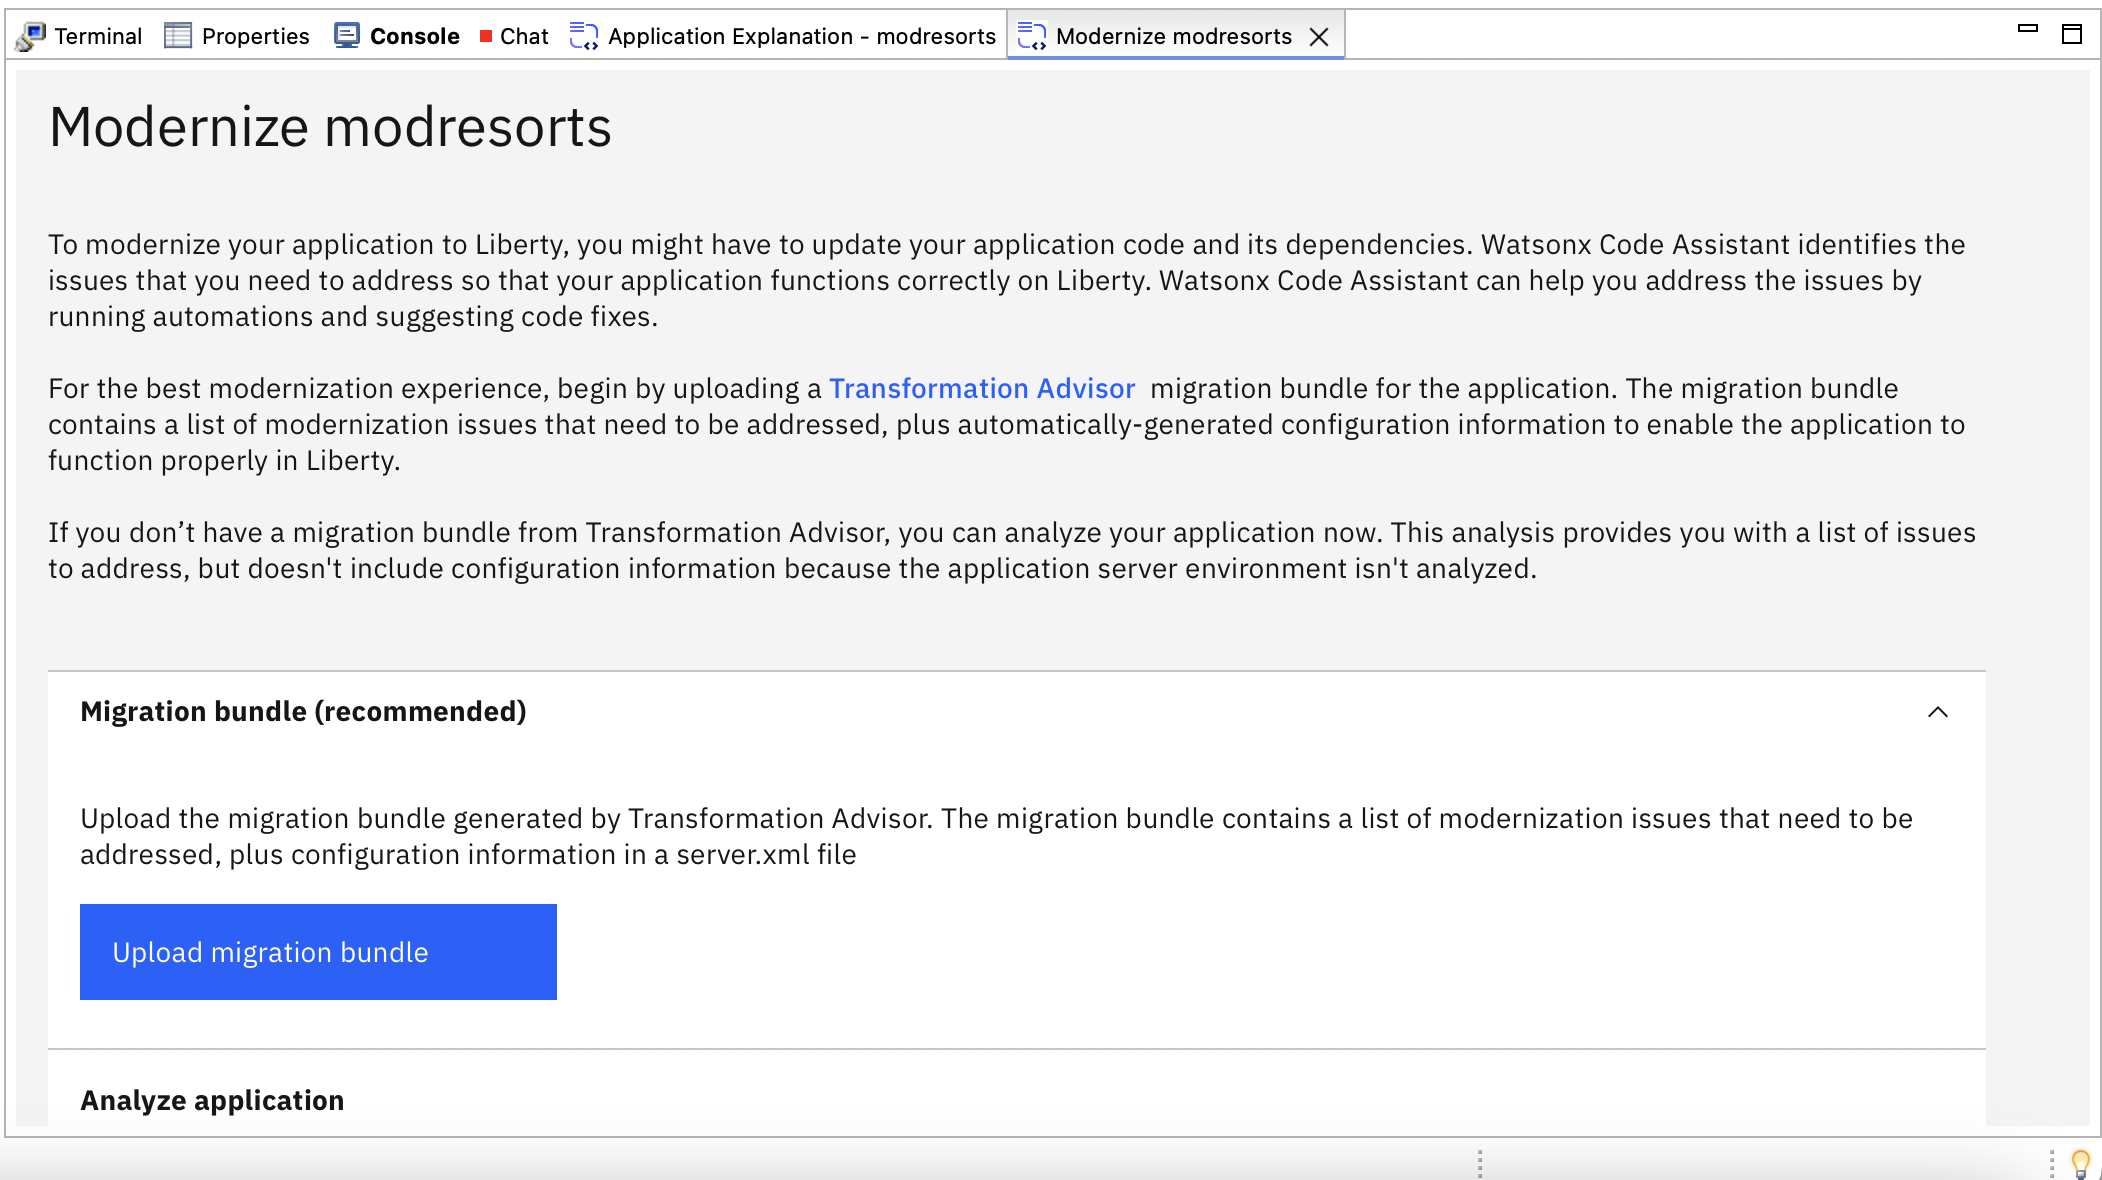 Terminal Properties Console Chat Application Explanation - modresorts Modernize modresorts
Modernize modresorts
To modernize your application to Liberty, you might have to update your application code and its dependencies. Watsonx Code Assistant identifies the
issues that you need to address so that your application functions correctly on Liberty. Watsonx Code Assistant can help you address the issues by
running automations and suggesting code fixes.
For the best modernization experience, begin by uploading a Transformation Advisor migration bundle for the application. The migration bundle
contains a list of modernization issues that need to be addressed, plus automatically-generated configuration information to enable the application to
function properly in Liberty.
If you don’t have a migration bundle from Transformation Advisor, you can analyze your application now. This analysis provides you with a list of issues
to address, but doesn't include configuration information because the application server environment isn't analyzed.
Migration bundle (recommended)
Upload the migration bundle generated by Transformation Advisor. The migration bundle contains a list of modernization issues that need to be
addressed, plus configuration information in a server.xml file
Upload migration bundle
Analyze application